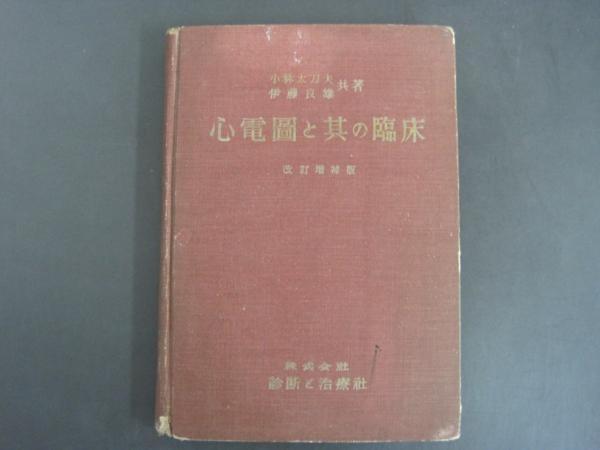 小林太刀夫
伊藤良雄 共著
心電圖と其の臨床
改訂増補版
株式会社
診断と治療社